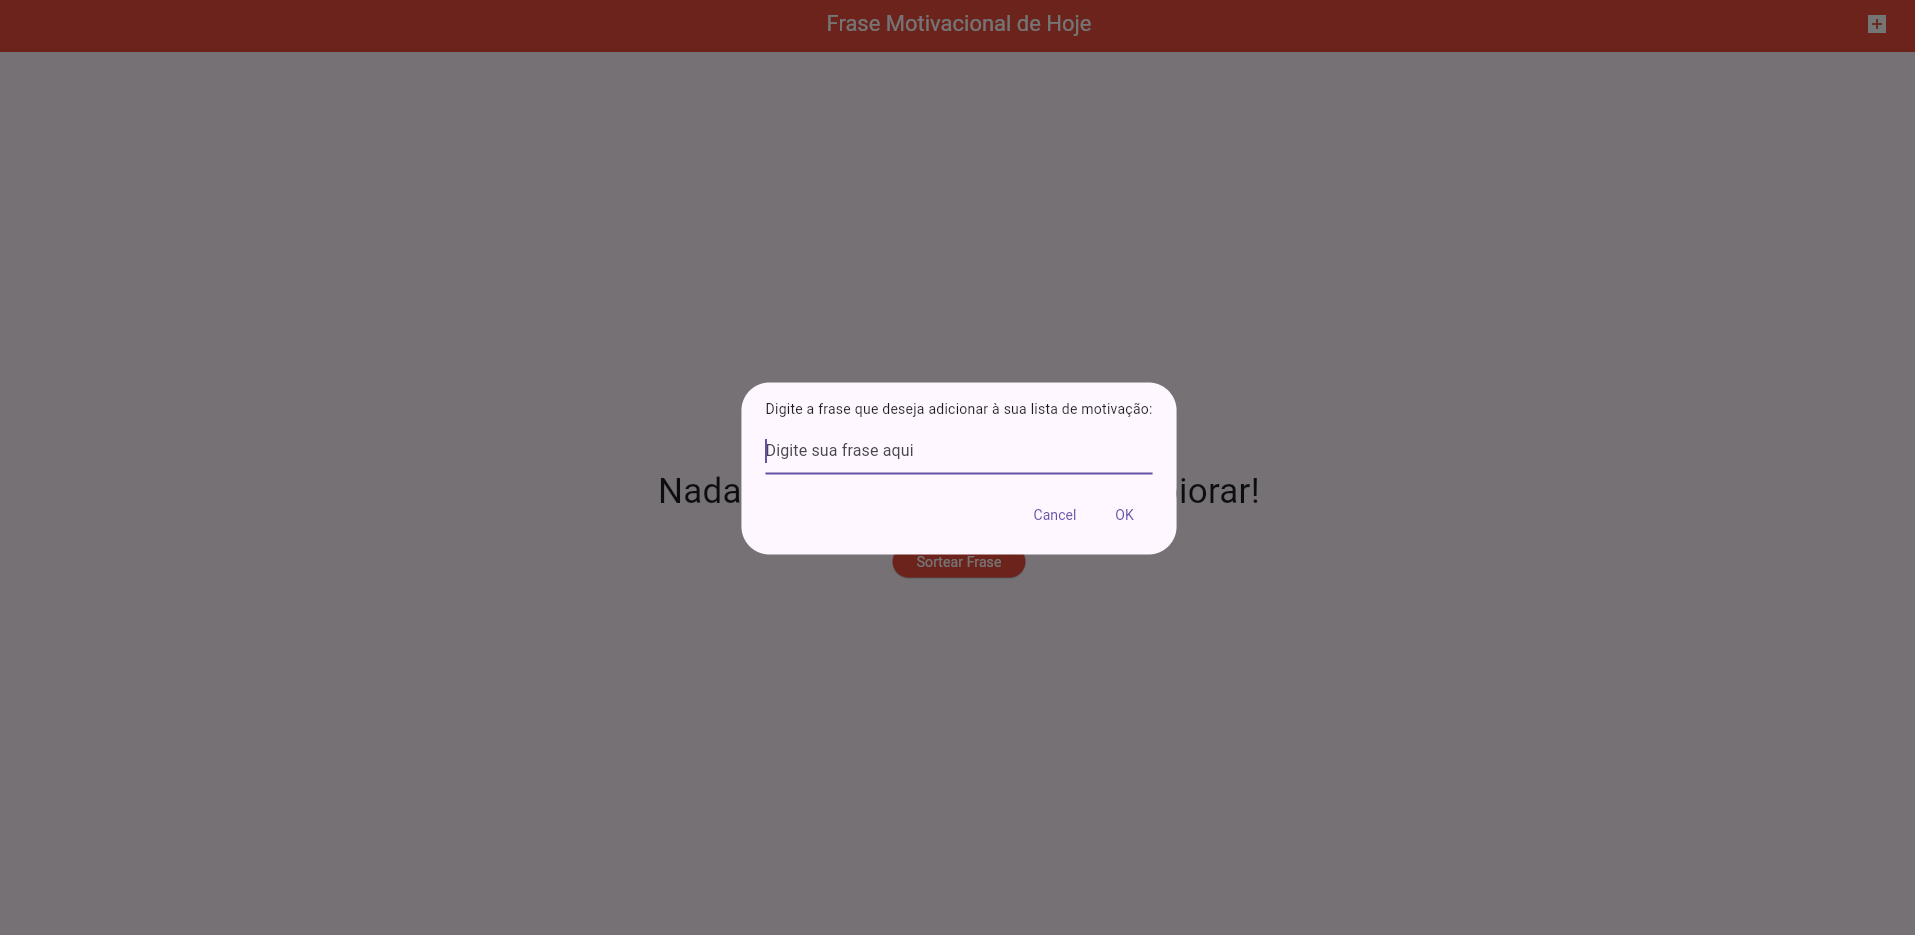 Frase Motivacional de Hoje
Digite a frase que deseja adicionar à sua lista de motivação:
Digite sua frase aqui
Nada iorar!
Cancel OK
Sortear Frase